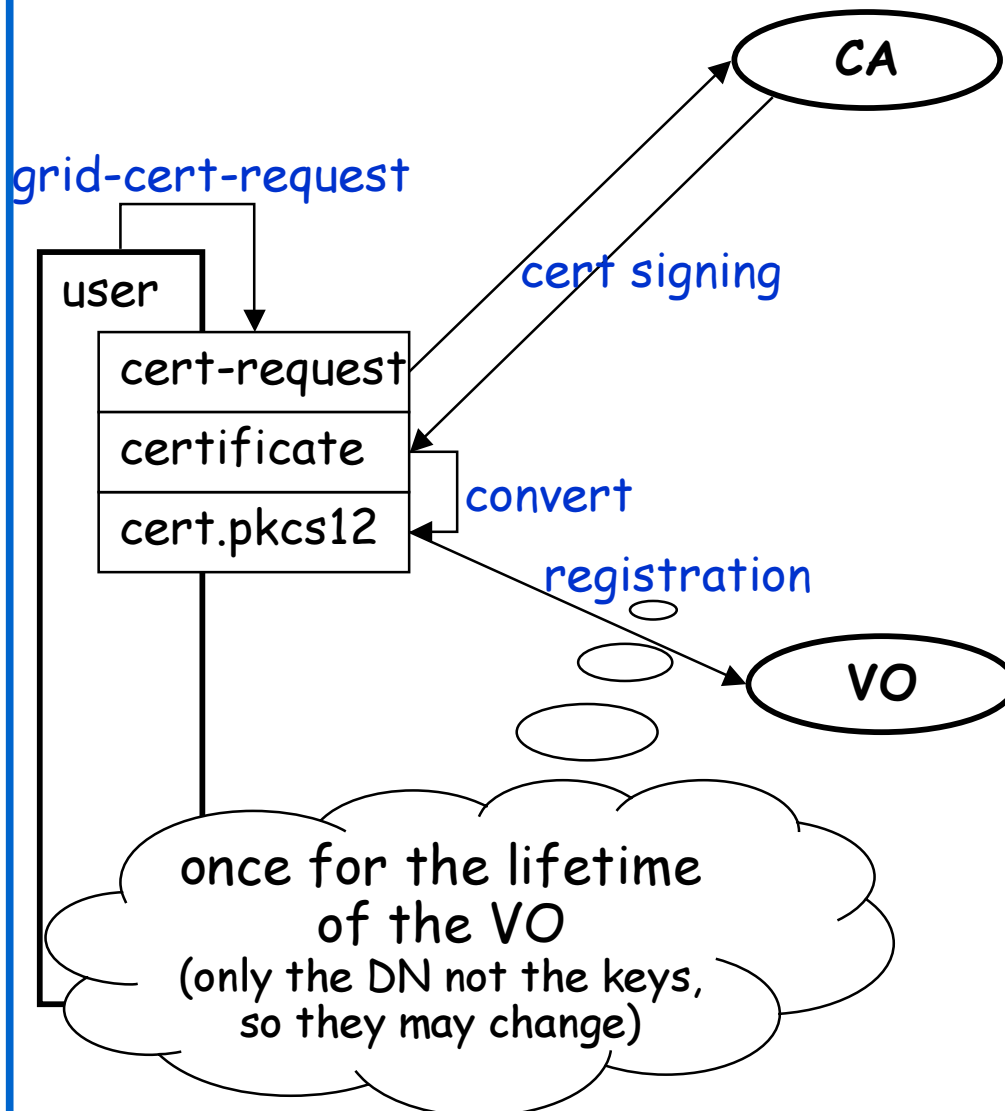 CA
grid-cert-request
cert signing
user
cert-request
certificate
convert
cert.pkcs12
registration
VO
once for the lifetime
of the VO
(only the DN not the keys,
so they may change)